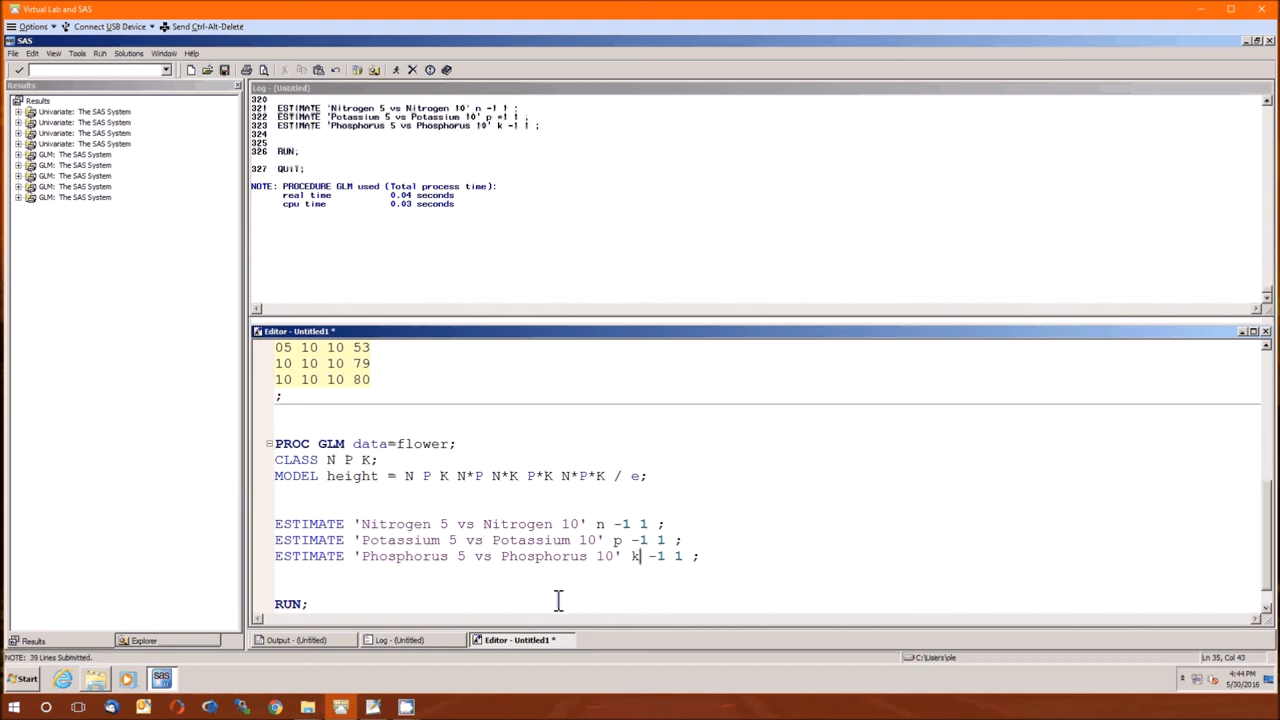 Virtual Lab and SAS
Options Connect USB Device Send Ctrl-Alt-Delete
SAS
File Edit View Tools Run Solutions Window Help
Results
Results
Univariate: The SAS System
Univariate: The SAS System
Univariate: The SAS System
Univariate: The SAS System
GLM: The SAS System
GLM: The SAS System
GLM: The SAS System
GLM: The SAS System
GLM: The SAS System
Log - (Untitled)
320
321 ESTIMATE 'Nitrogen 5 vs Nitrogen 10' n -1 1 ;
322 ESTIMATE 'Potassium 5 vs Potassium 10' p -1 1 ;
323 ESTIMATE 'Phosphorus 5 vs Phosphorus 10' k -1 1 ;
324
325
326 RUN;
327 QUIT;
NOTE: PROCEDURE GLM used (Total process time):
real time 0.04 seconds
cpu time 0.03 seconds
Editor - Untitled1 *
05 10 10 53
10 10 10 79
10 10 10 80
;
PROC GLM data=flower;
CLASS N P K;
MODEL height = N P K N*P N*K P*K N*P*K / e;
ESTIMATE 'Nitrogen 5 vs Nitrogen 10' n -1 1 ;
ESTIMATE 'Potassium 5 vs Potassium 10' p -1 1 ;
ESTIMATE 'Phosphorus 5 vs Phosphorus 10' k -1 1 ;
RUN;
Results Explorer Output - (Untitled) Log - (Untitled) Editor - Untitled1 *
NOTE: 39 Lines Submitted. C:\Users\ole Ln 35, Col 43
Start sas 4:44 PM
5/30/2016